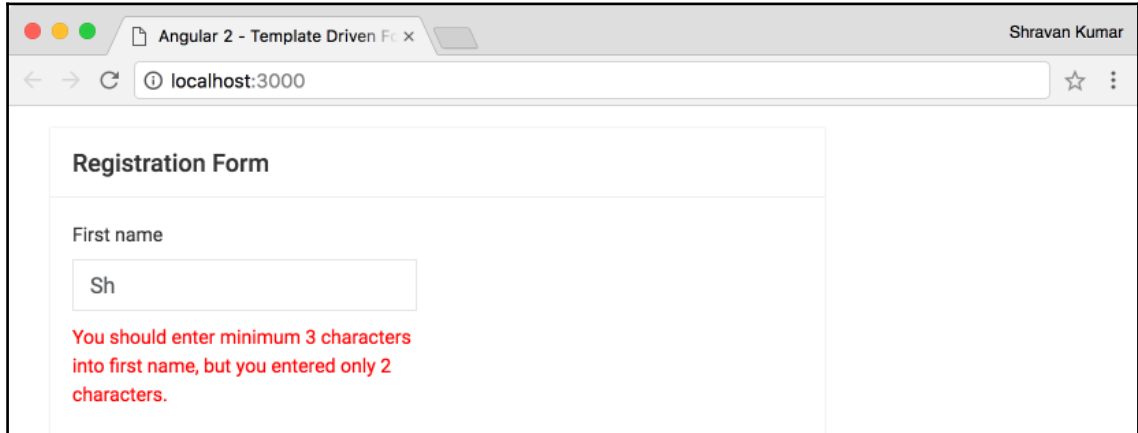 Angular 2 - Template Driven Fo
Shravan Kumar
localhost:3000
Registration Form
First name
Sh
You should enter minimum 3 characters
into first name, but you entered only 2
characters.